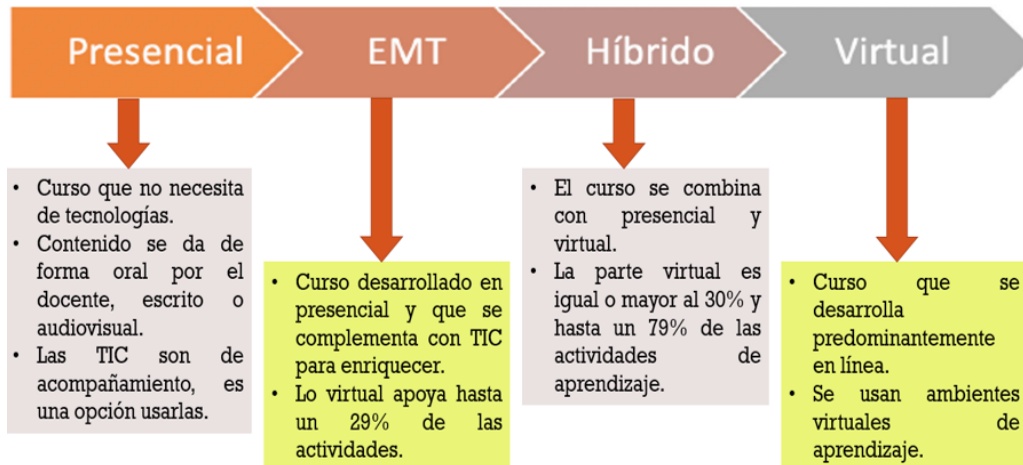 Presencial
EMT
Híbrido
Virtual
• Curso que no necesita
de tecnologías.
• Contenido se da de
forma oral por el
docente, escrito o
audiovisual.
• Las TIC son de
acompañamiento, es
una opción usarlas.
• Curso desarrollado en
presencial y que se
complementa con TIC
para enriquecer.
• Lo virtual apoya hasta
un 29% de las
actividades.
• El curso se combina
con presencial y
virtual.
• La parte virtual es
igual o mayor al 30% y
hasta un 79% de las
actividades de
aprendizaje.
• Curso que se
desarrolla
predominantemente
en línea.
• Se usan ambientes
virtuales de
aprendizaje.